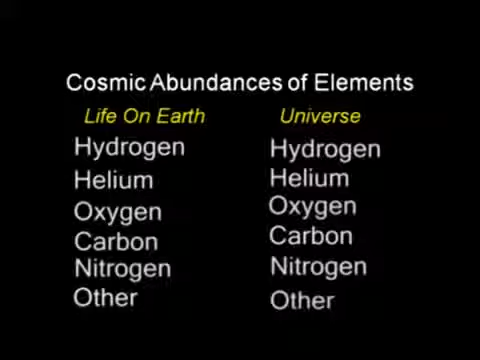 Cosmic Abundances of Elements
Life On Earth Universe
Hydrogen Hydrogen
Helium Helium
Oxygen Oxygen
Carbon Carbon
Nitrogen Nitrogen
Other Other